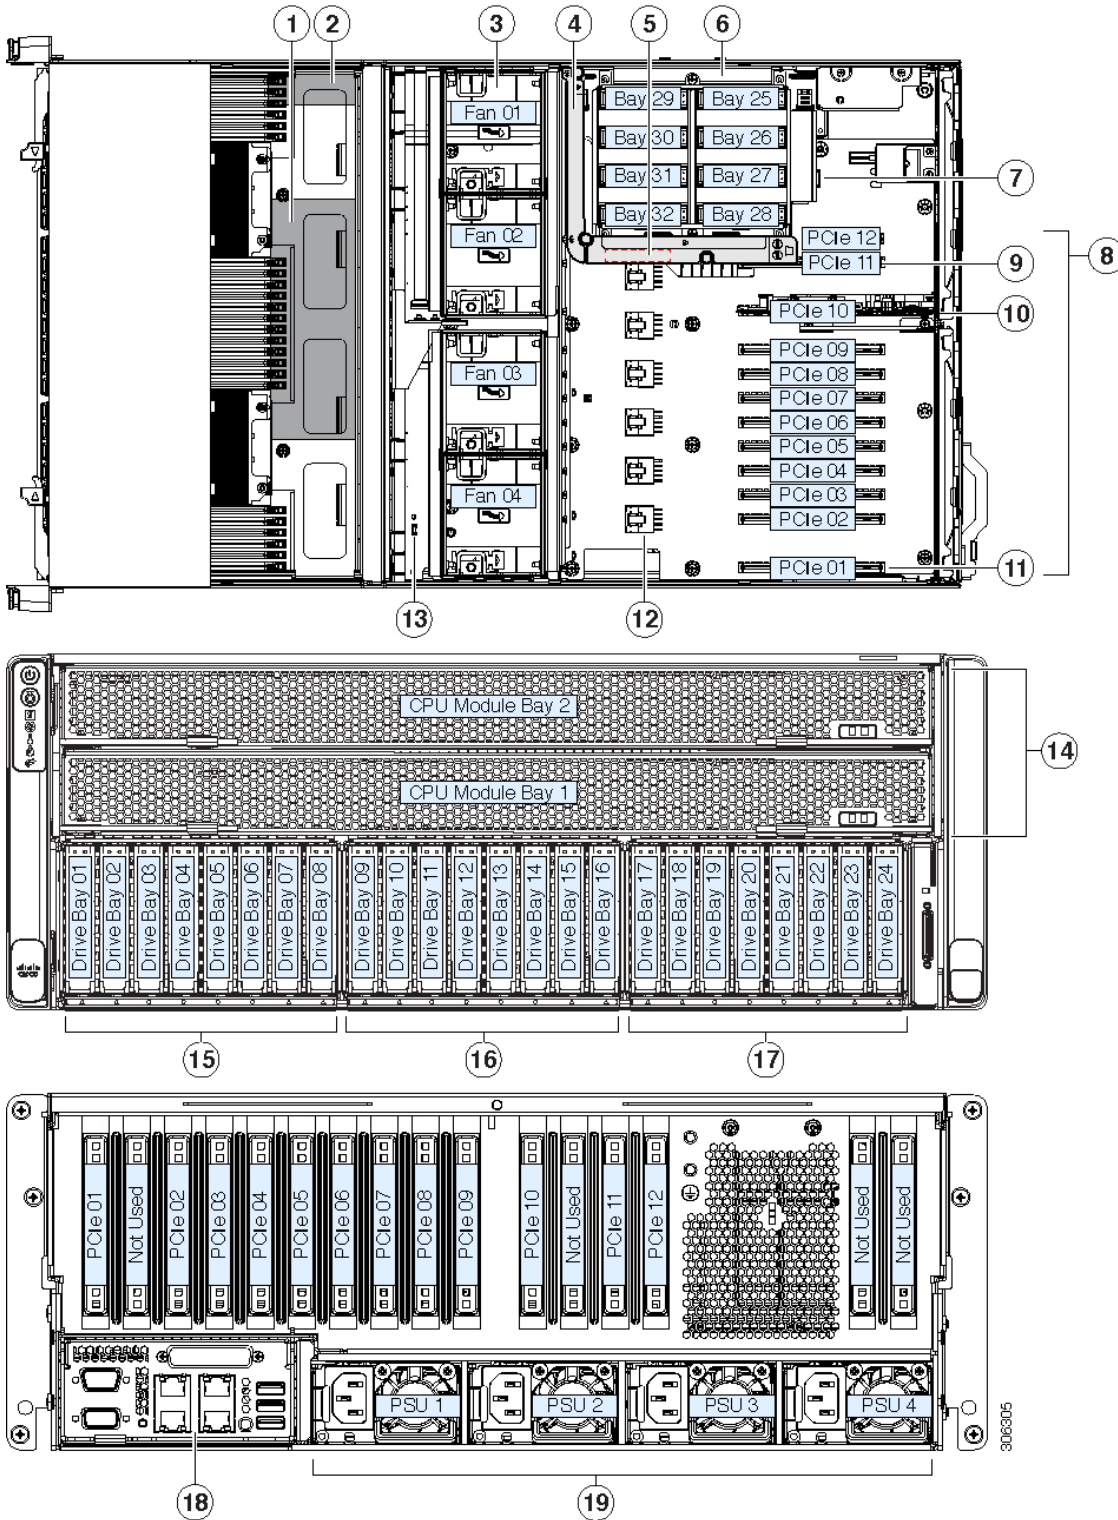 1 2 3 4 5 6
Fan 01
Fan 02
Fan 03
Fan 04
Bay 29 Bay 25
Bay 30 Bay 26
Bay 31 Bay 27
Bay 32 Bay 28
7
PCIe 12
PCIe 11
8
9
PCIe 10
10
PCIe 09
PCIe 08
PCIe 07
PCIe 06
PCIe 05
PCIe 04
PCIe 03
PCIe 02
PCIe 01
11
13 12
CPU Module Bay 2
CPU Module Bay 1
14
Drive Bay 01
Drive Bay 02
Drive Bay 03
Drive Bay 04
Drive Bay 05
Drive Bay 06
Drive Bay 07
Drive Bay 08
Drive Bay 09
Drive Bay 10
Drive Bay 11
Drive Bay 12
Drive Bay 13
Drive Bay 14
Drive Bay 15
Drive Bay 16
Drive Bay 17
Drive Bay 18
Drive Bay 19
Drive Bay 20
Drive Bay 21
Drive Bay 22
Drive Bay 23
Drive Bay 24
CISCO
15 16 17
PCIe 01
Not Used
PCIe 02
PCIe 03
PCIe 04
PCIe 05
PCIe 06
PCIe 07
PCIe 08
PCIe 09
PCIe 10
Not Used
PCIe 11
PCIe 12
Not Used
Not Used
PSU 1
PSU 2
PSU 3
PSU 4
306305
18 19